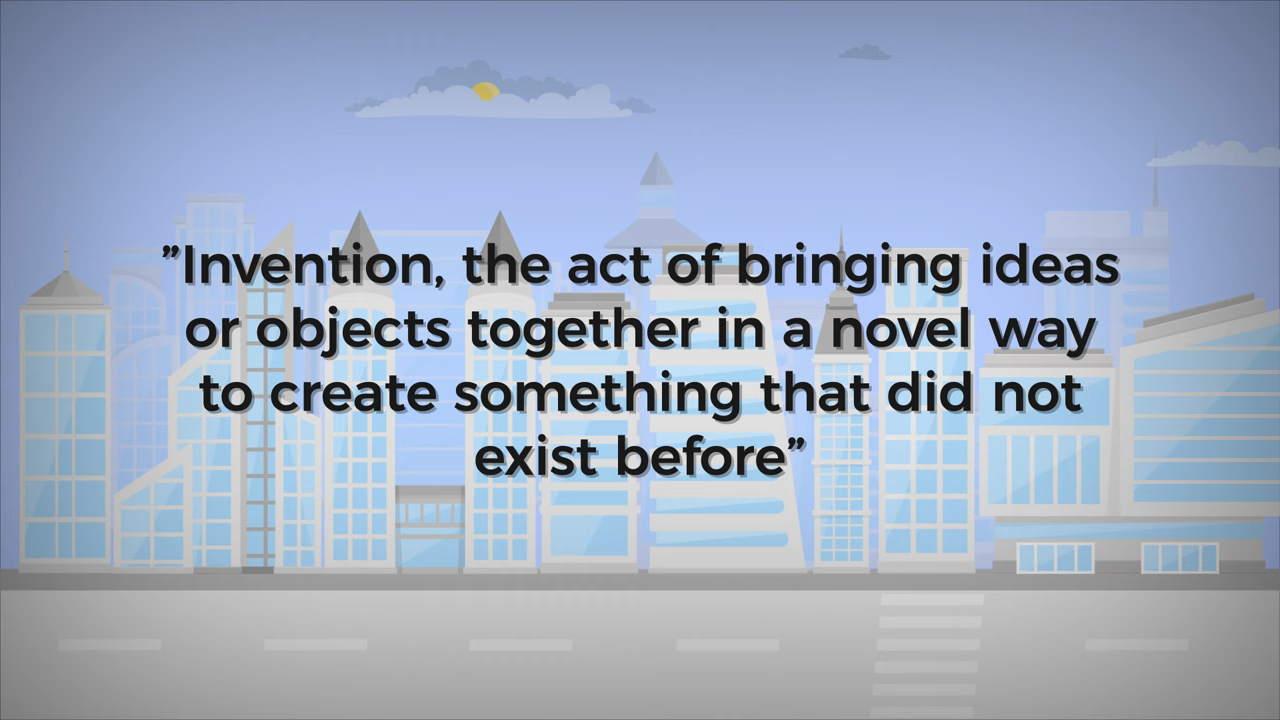 ”Invention, the act of bringing ideas
or objects together in a novel way
to create something that did not
exist before”